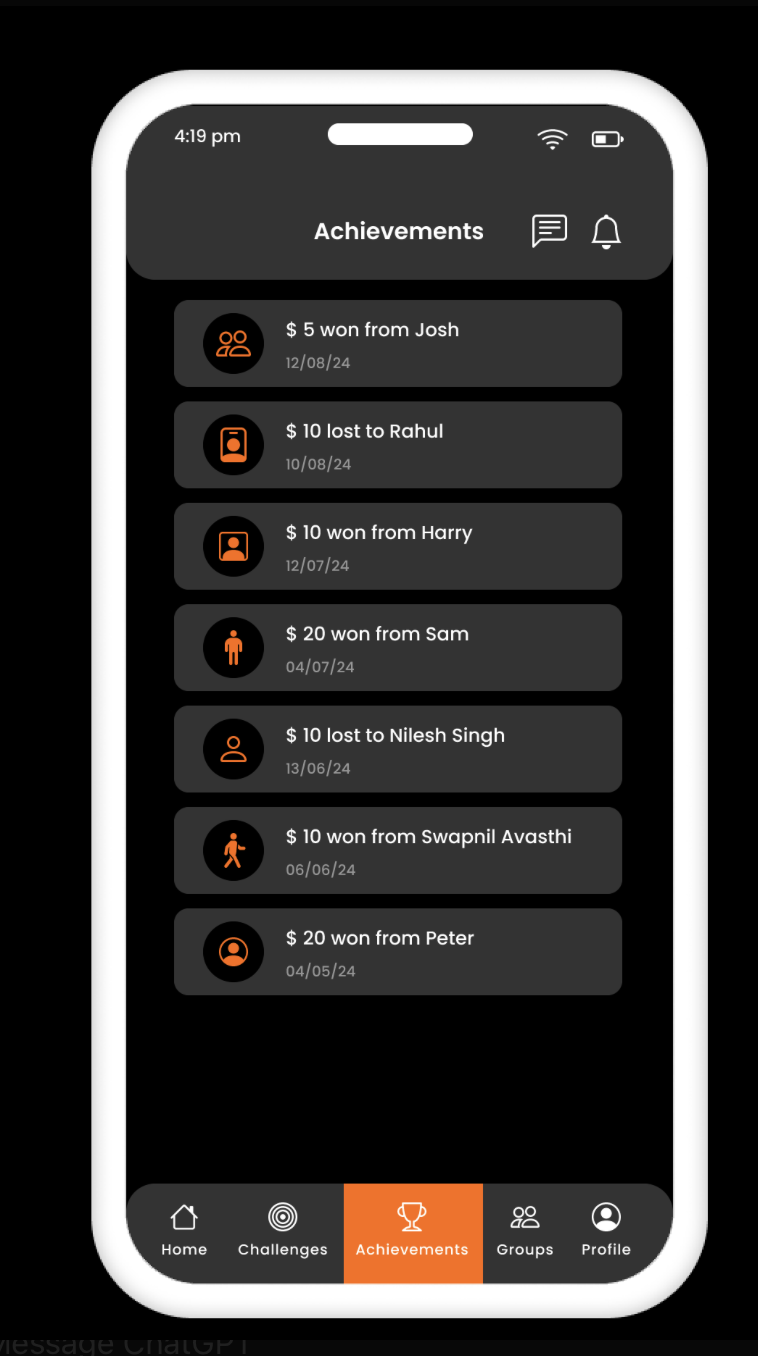 4:19 pm
Achievements
$ 5 won from Josh
12/08/24
$ 10 lost to Rahul
10/08/24
$ 10 won from Harry
12/07/24
$ 20 won from Sam
04/07/24
$ 10 lost to Nilesh Singh
13/06/24
$ 10 won from Swapnil Avasthi
06/06/24
$ 20 won from Peter
04/05/24
Home Challenges Achievements Groups Profile
Message ChatGPT